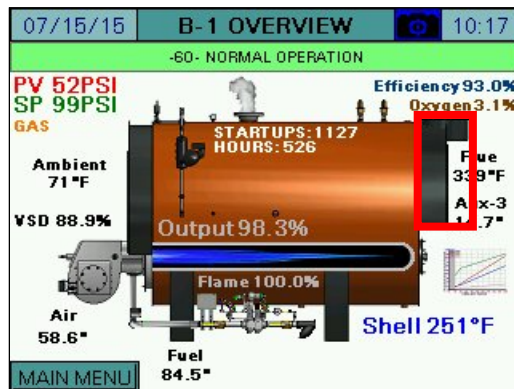 07/15/15
B-1 OVERVIEW
10:17
-60- NORMAL OPERATION
PV 52PSI
SP 99PSI
GAS
Efficiency 93.0%
Oxygen 3.1%
STARTUPS:1127
HOURS:526
Ambient
71°F
339°F
VSD 88.9%
Output 98.3%
Flame 100.0%
Air
58.6"
Shell 251°F
Fuel
84.5"
MAIN MENU